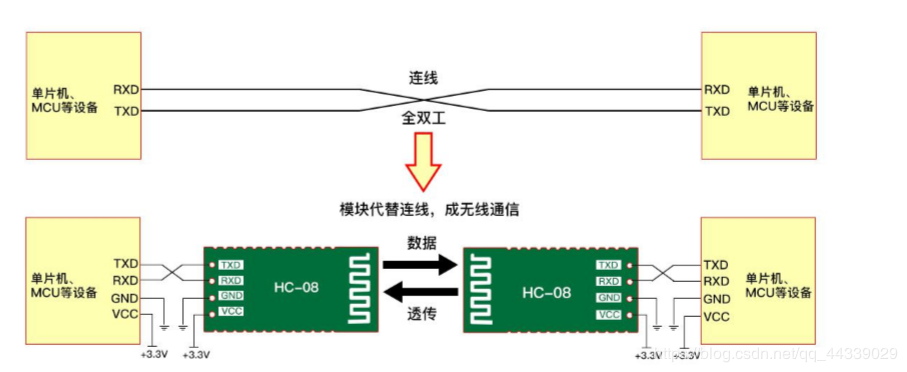 连线
单片机、
MCU等设备
RXD
TXD
RXD
TXD
单片机、
MCU等设备
全双工
模块代替连线，成无线通信
数据
单片机、
MCU等设备
TXD
RXD
GND
VCC
TXD
RXD
GND
VCC
HC-08
HC-08
TXD
RXD
GND
VCC
TXD
RXD
GND
VCC
单片机、
MCU等设备
透传
+3.3V
+3.3V
+3.3V
+3.3V
https://blog.csdn.net/qq_44339029